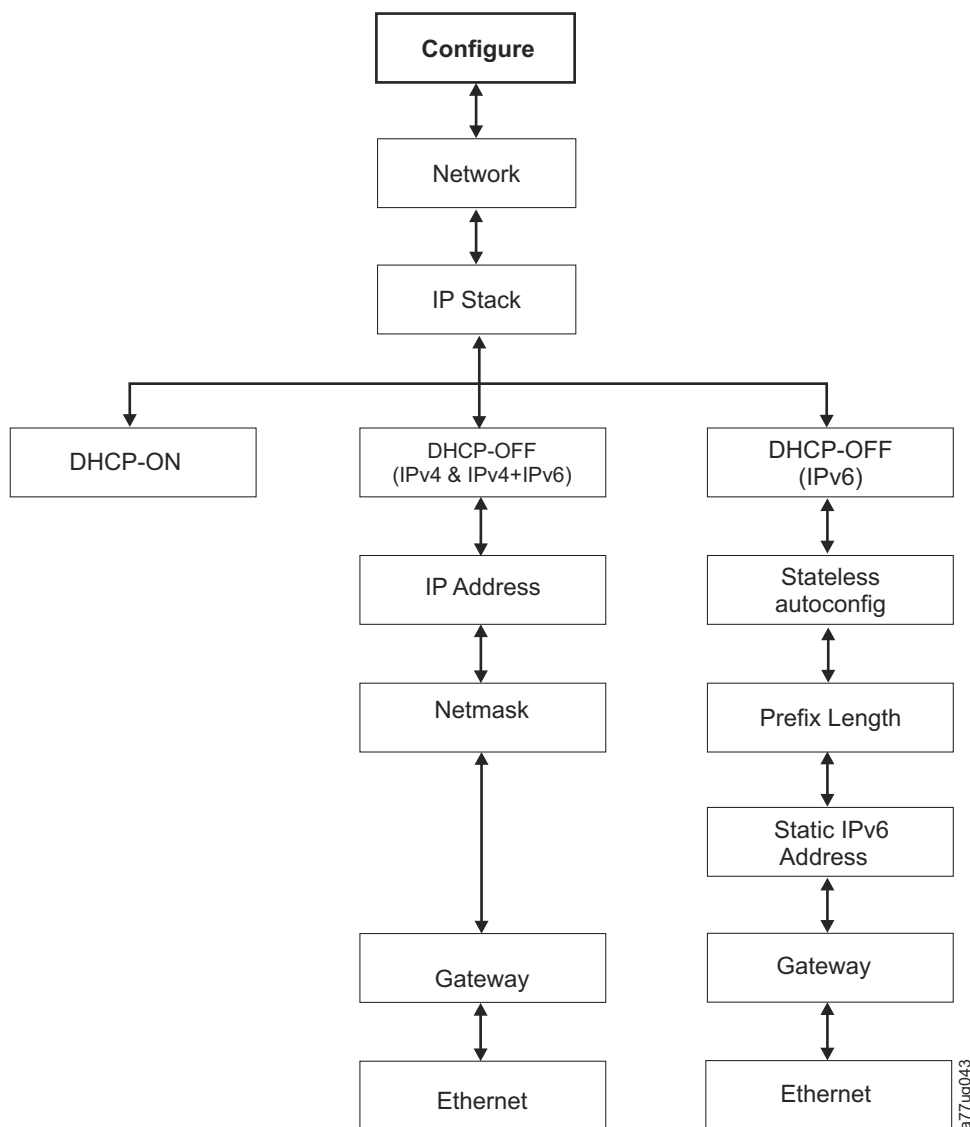 Configure
Network
IP Stack
DHCP-ON
DHCP-OFF
(IPv4 & IPv4+IPv6)
DHCP-OFF
(IPv6)
IP Address
Stateless
autoconfig
Netmask
Prefix Length
Static IPv6
Address
Gateway
Gateway
Ethernet
Ethernet
a77ug043